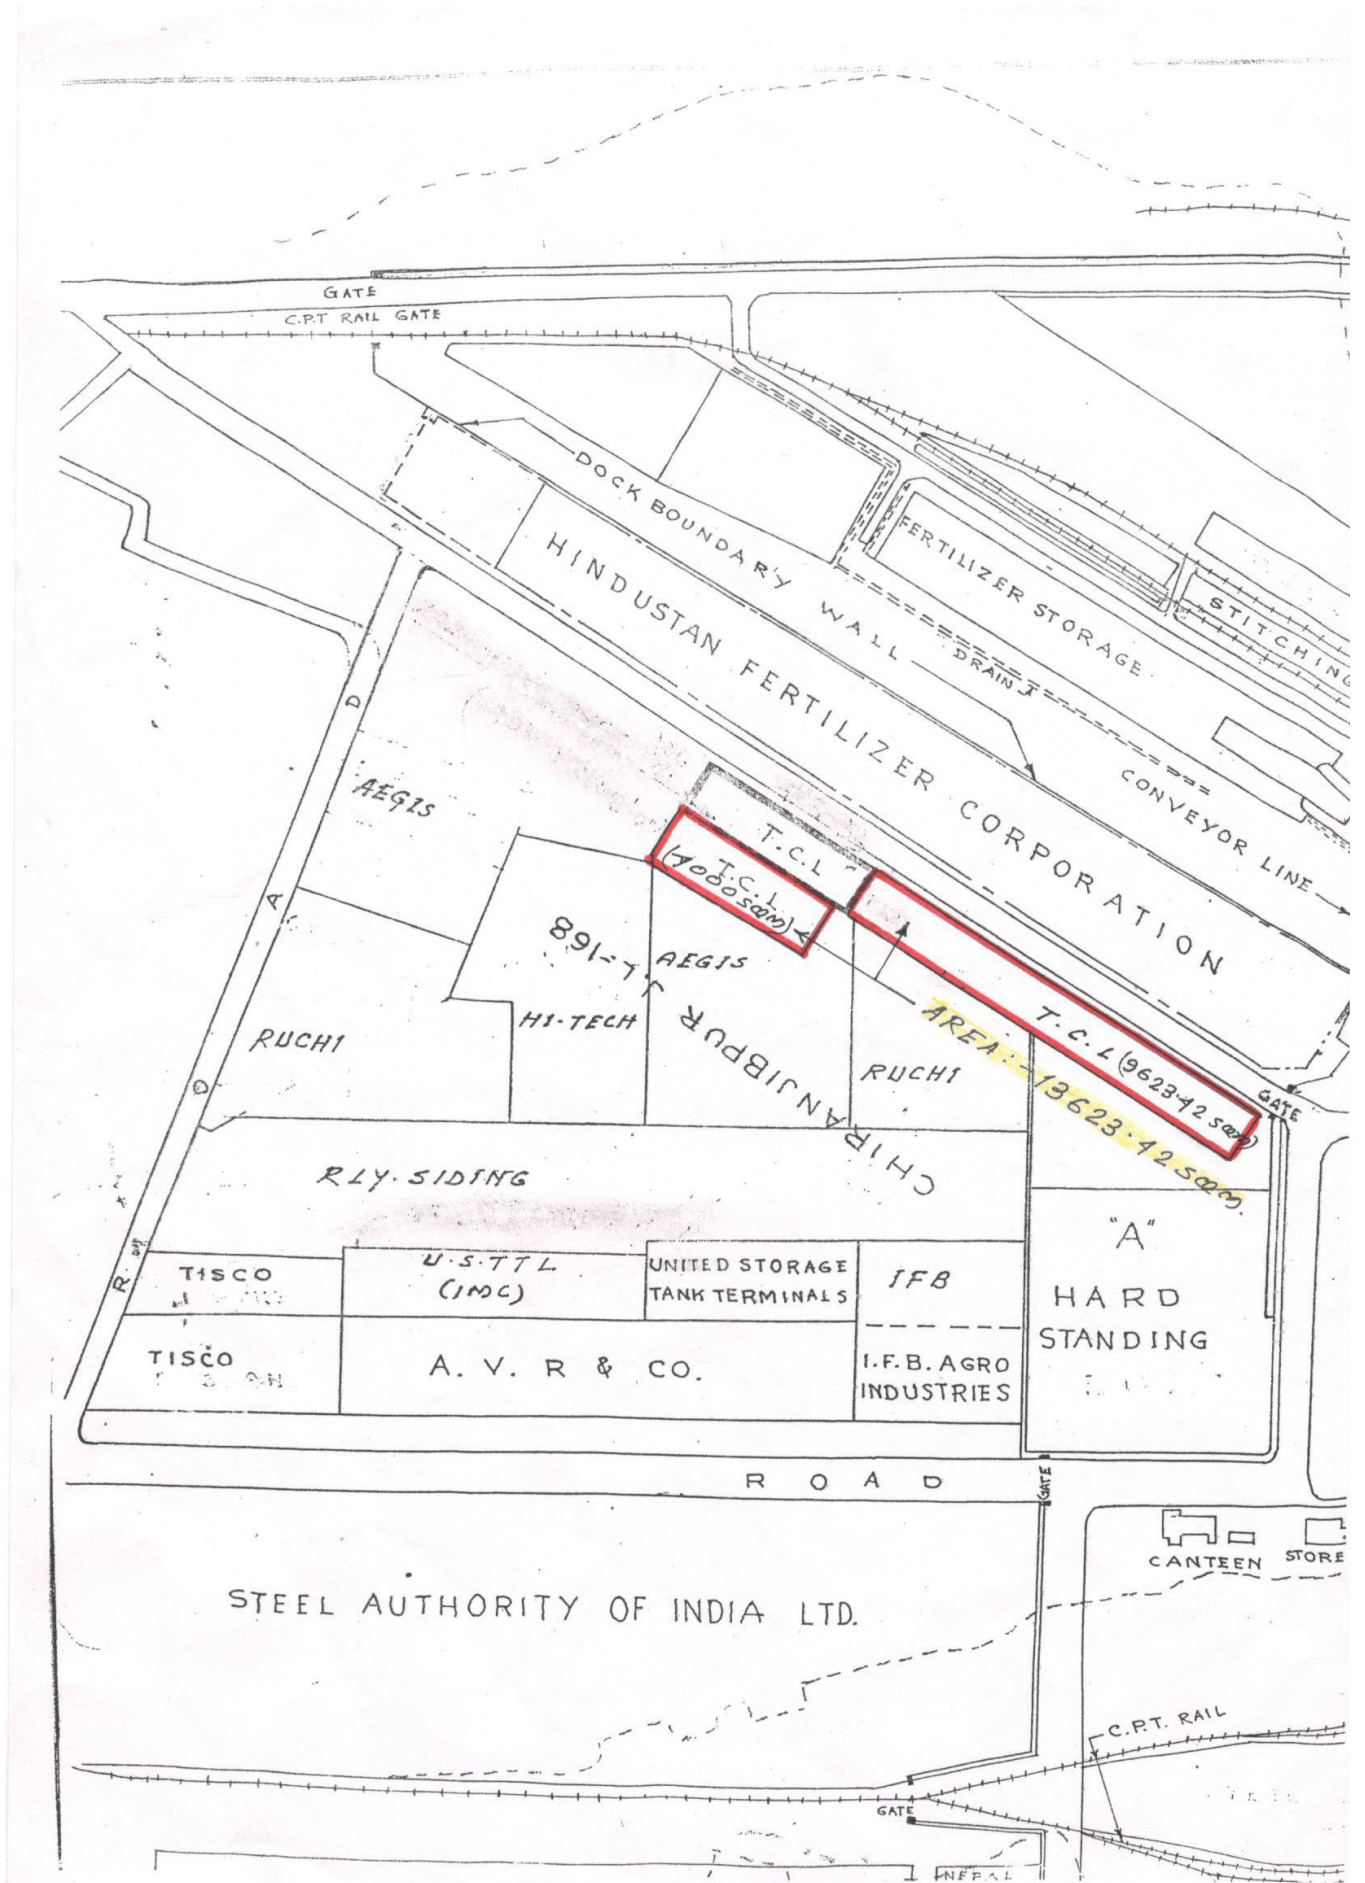 GATE
C.P.T RAIL GATE
DOCK BOUNDARY WALL
HINDUSTAN FERTILIZER CORPORATION
FERTILIZER STORAGE
STITCHING
DRAIN
CONVEYOR LINE
ROAD
AEGIS
T.C.L
T.C.L
(4000 sqm)
T.C.L (9623.42 sqm)
GATE
AREA:-13623.42 sqm.
AEGIS
HI-TECH
RUCHI
RUCHI
CHIRANJIBPUR J.L-168
RLY. SIDING
"A"
HARD
STANDING
TISCO
U.S.TTL
(IMC)
UNITED STORAGE
TANK TERMINALS
IFB
TISCO
A. V. R & CO.
I.F.B. AGRO
INDUSTRIES
ROAD
GATE
CANTEEN
STORE
STEEL AUTHORITY OF INDIA LTD.
C.P.T. RAIL
GATE
NEPAL